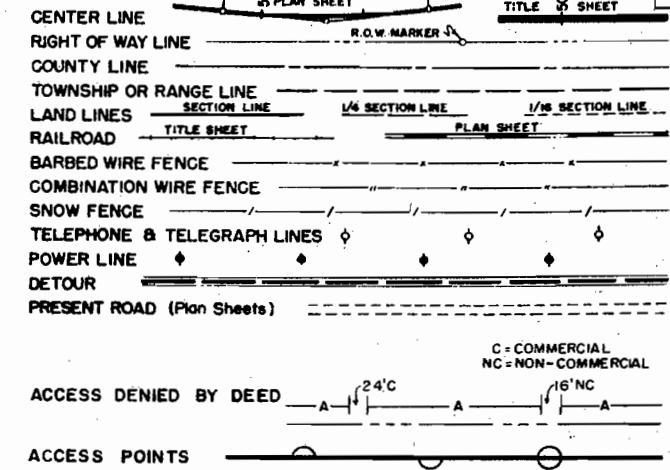 PLAN SHEET TITLE SHEET
CENTER LINE
RIGHT OF WAY LINE R.O.W. MARKER
COUNTY LINE
TOWNSHIP OR RANGE LINE
LAND LINES SECTION LINE 1/4 SECTION LINE 1/16 SECTION LINE
RAILROAD TITLE SHEET PLAN SHEET
BARBED WIRE FENCE
COMBINATION WIRE FENCE
SNOW FENCE
TELEPHONE & TELEGRAPH LINES
POWER LINE
DETOUR
PRESENT ROAD (Plan Sheets)
C = COMMERCIAL
NC = NON-COMMERCIAL
ACCESS DENIED BY DEED A 24'C A 16'NC A
ACCESS POINTS